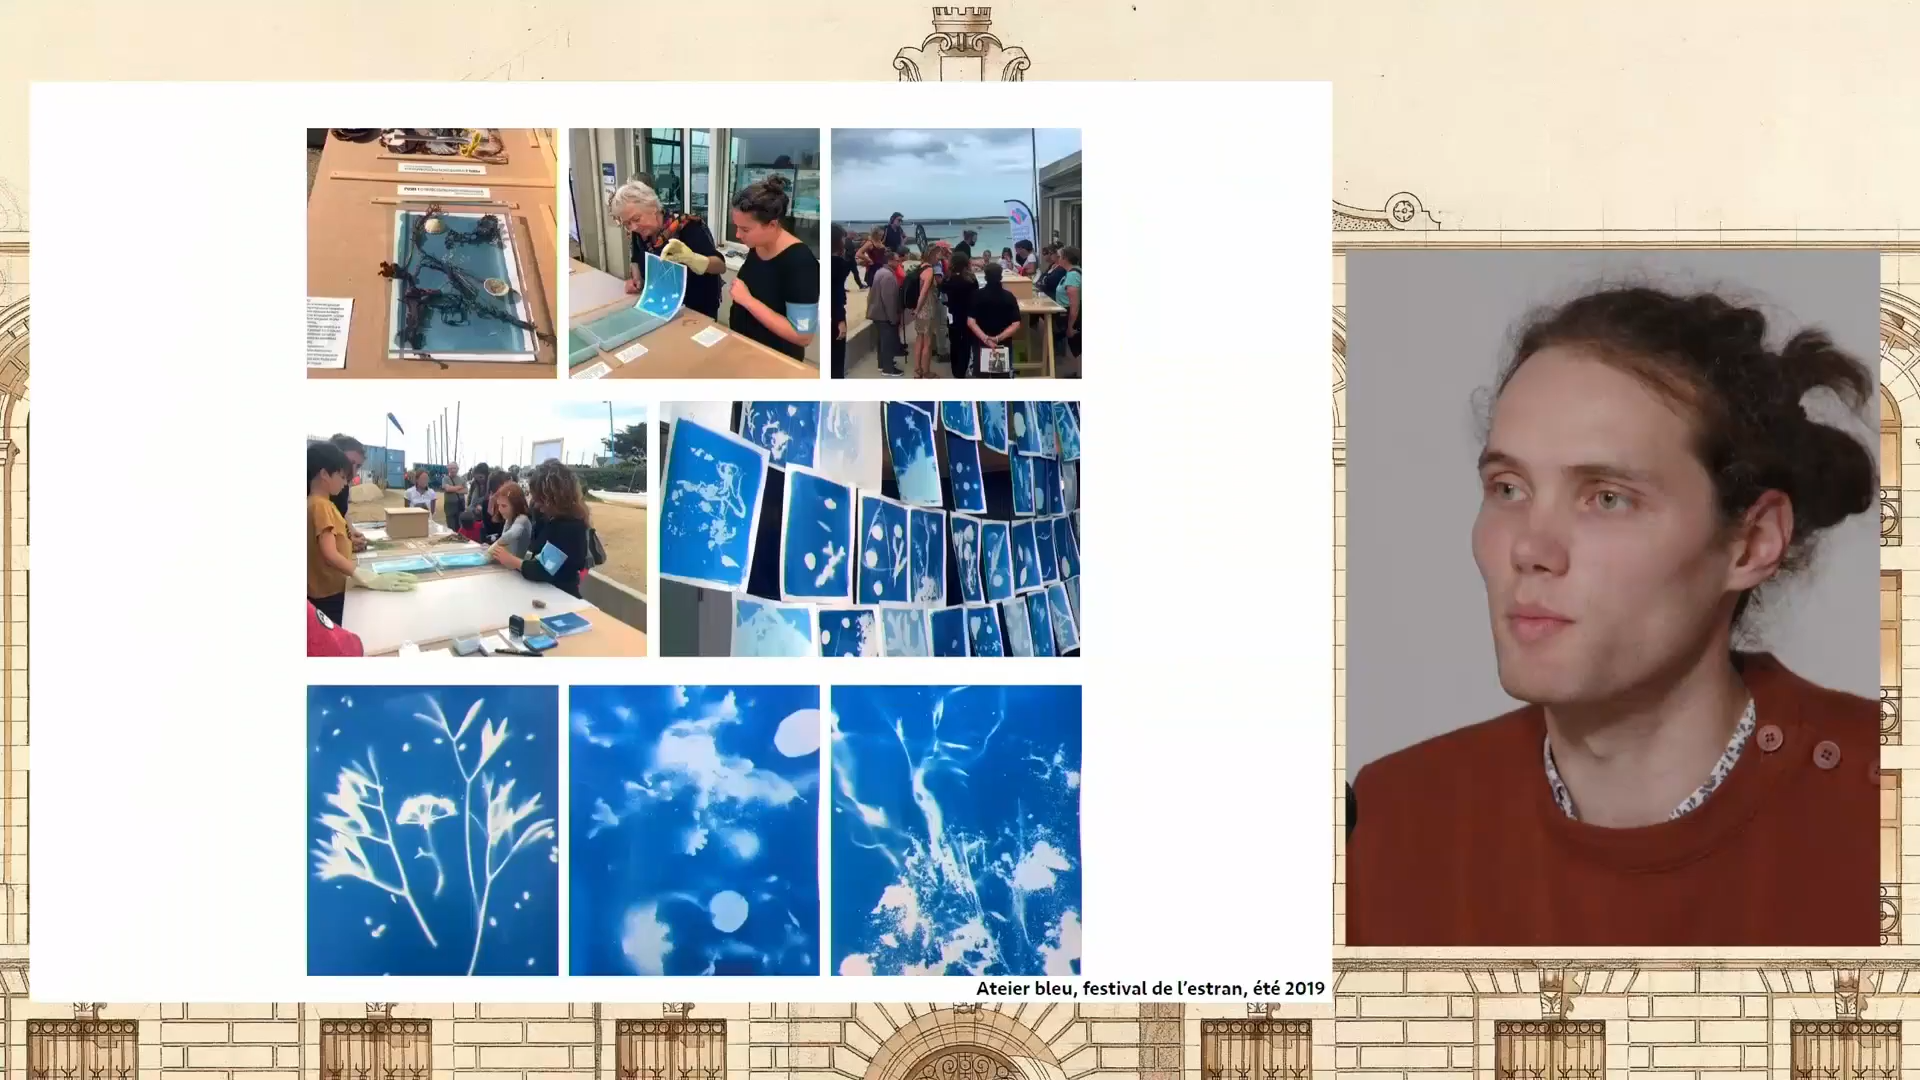 Ateier bleu, festival de l’estran, été 2019